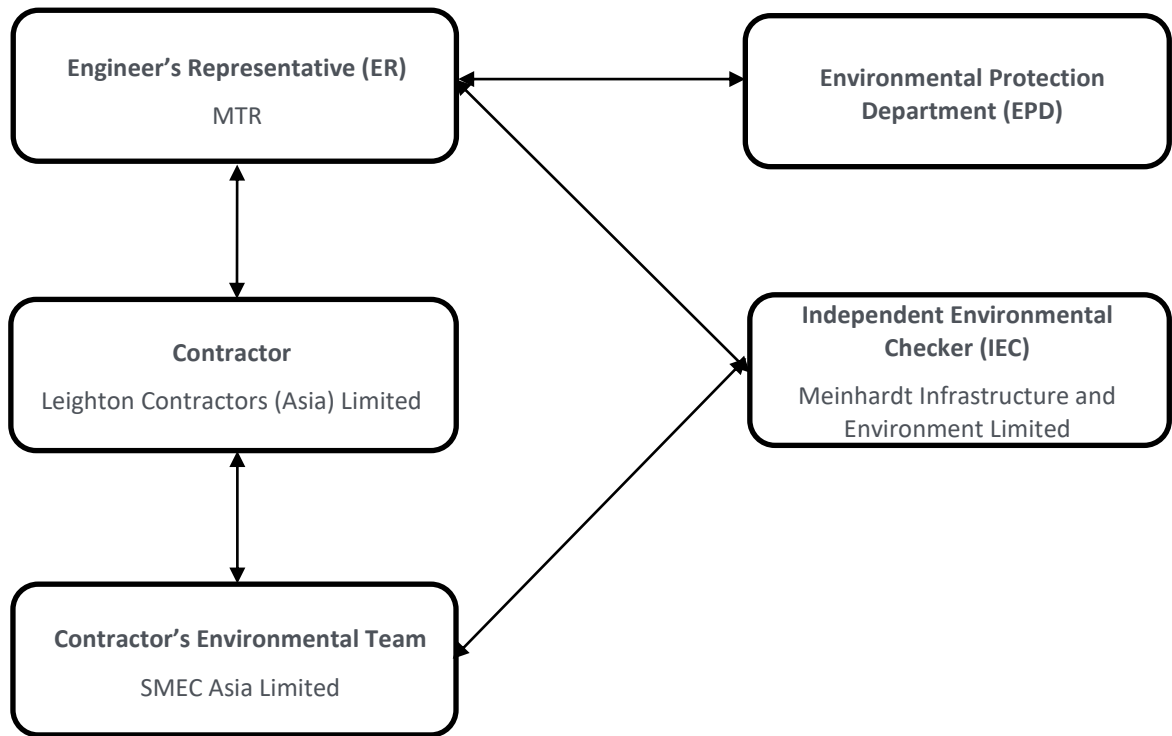 Engineer’s Representative (ER)
MTR
Environmental Protection
Department (EPD)
Contractor
Leighton Contractors (Asia) Limited
Independent Environmental
Checker (IEC)
Meinhardt Infrastructure and
Environment Limited
Contractor’s Environmental Team
SMEC Asia Limited